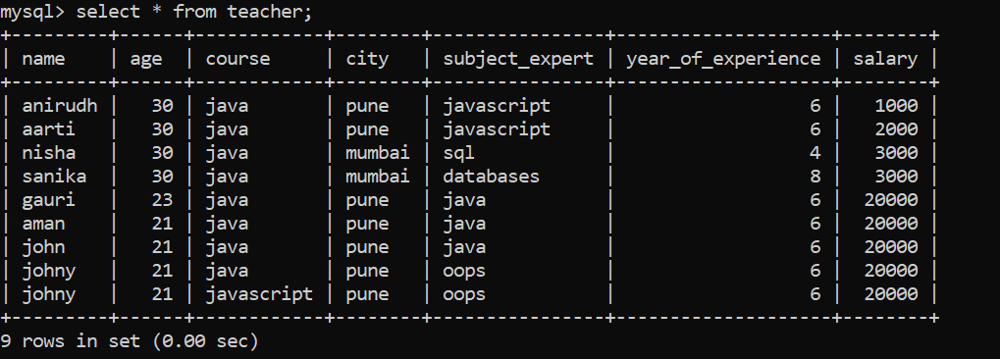 mysql> select * from teacher;
+---------+------+------------+--------+----------------+--------------------+--------+
| name    | age  | course     | city   | subject_expert | year_of_experience | salary |
+---------+------+------------+--------+----------------+--------------------+--------+
| anirudh |   30 | java       | pune   | javascript     |                  6 |   1000 |
| aarti   |   30 | java       | pune   | javascript     |                  6 |   2000 |
| nisha   |   30 | java       | mumbai | sql            |                  4 |   3000 |
| sanika  |   30 | java       | mumbai | databases      |                  8 |   3000 |
| gauri   |   23 | java       | pune   | java           |                  6 |  20000 |
| aman    |   21 | java       | pune   | java           |                  6 |  20000 |
| john    |   21 | java       | pune   | java           |                  6 |  20000 |
| johny   |   21 | java       | pune   | oops           |                  6 |  20000 |
| johny   |   21 | javascript | pune   | oops           |                  6 |  20000 |
+---------+------+------------+--------+----------------+--------------------+--------+
9 rows in set (0.00 sec)